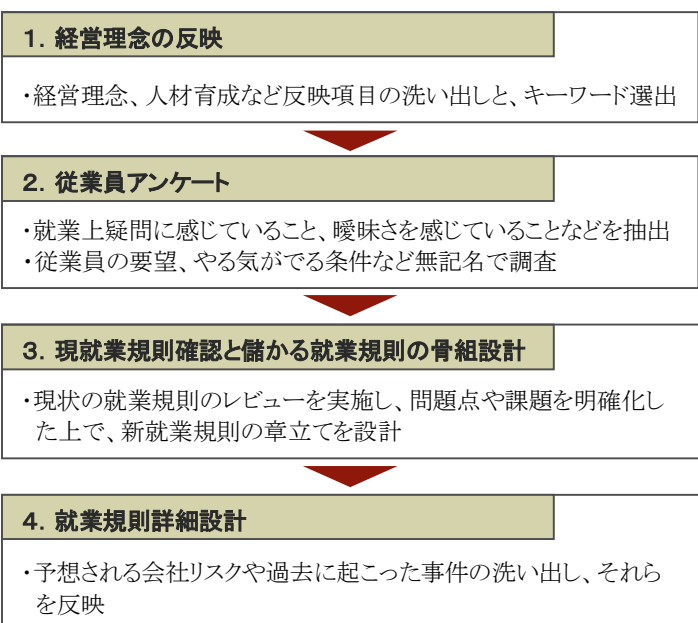 1. 経営理念の反映
・経営理念、人材育成など反映項目の洗い出しと、キーワード選出
2. 従業員アンケート
・就業上疑問に感じていること、曖昧さを感じていることなどを抽出
・従業員の要望、やる気がでる条件など無記名で調査
3. 現就業規則確認と儲かる就業規則の骨組設計
・現状の就業規則のレビューを実施し、問題点や課題を明確化し
た上で、新就業規則の章立てを設計
4. 就業規則詳細設計
・予想される会社リスクや過去に起こった事件の洗い出し、それら
を反映